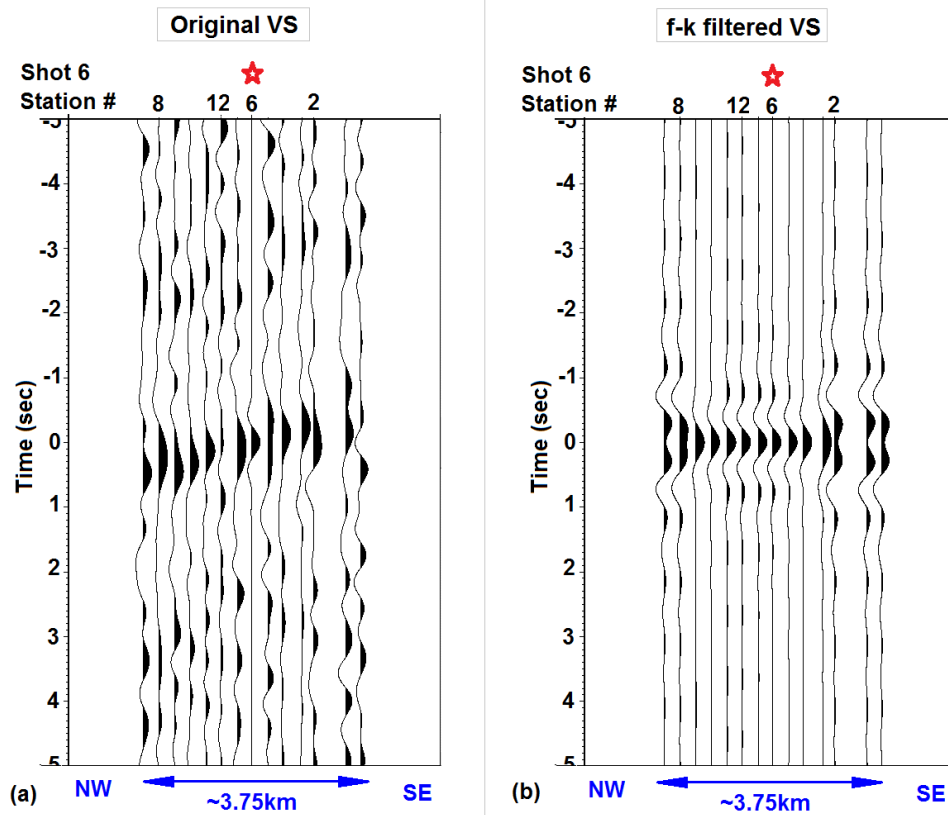 Original VS
Shot 6
Station #
8 12 6 2
-5
-4
-3
-2
-1
0
1
2
3
4
5
Time (sec)
(a)
NW
~3.75km
SE
f-k filtered VS
Shot 6
Station #
8 12 6 2
-5
-4
-3
-2
-1
0
1
2
3
4
5
Time (sec)
(b)
NW
~3.75km
SE